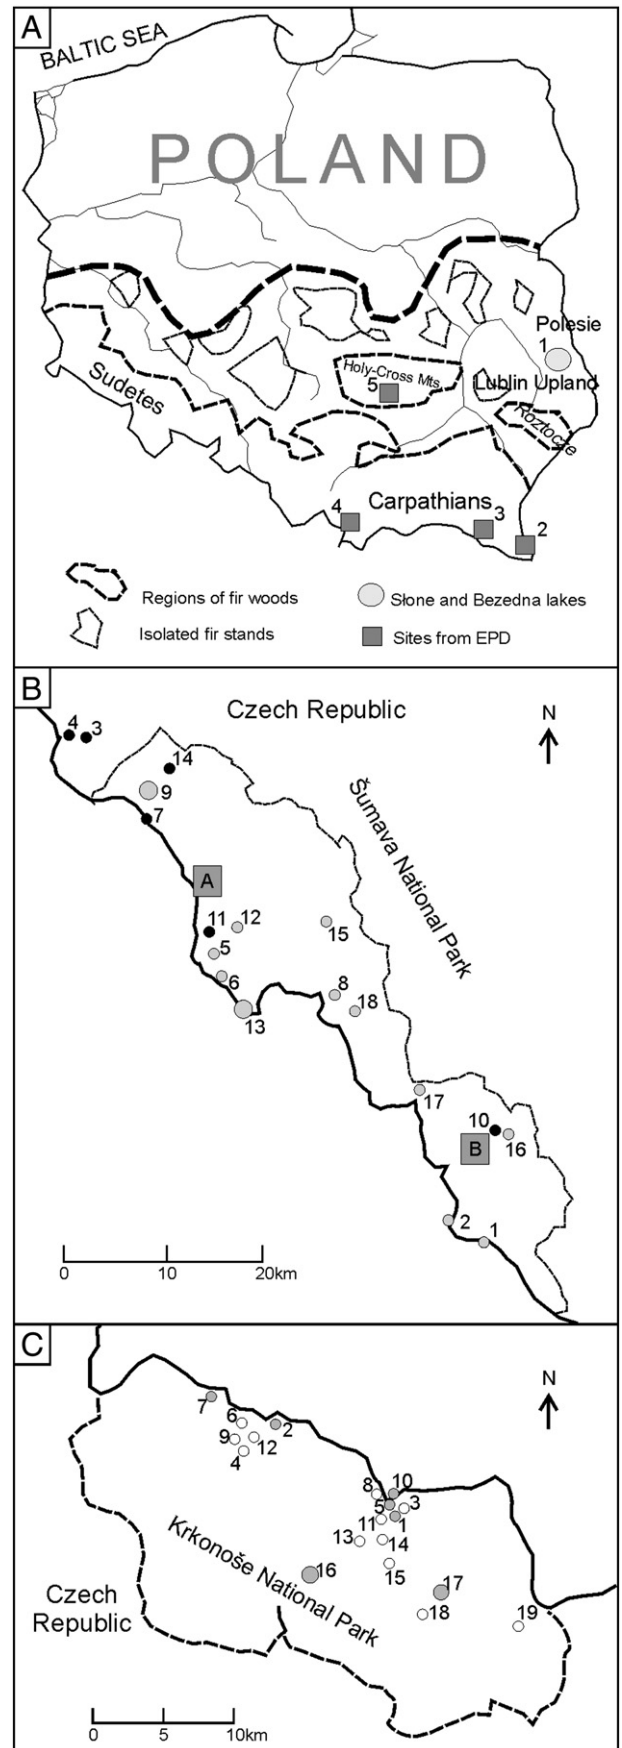 A
BALTIC SEA
POLAND
Polesie
1
Holy-Cross Mts.
5
Lublin Upland
Sudetes
Roztocze
Carpathians
4
3
2
Regions of fir woods
Słone and Bezedna lakes
Isolated fir stands
Sites from EPD
B
Czech Republic
N
4
3
14
9
7
Šumava National Park
A
11
12
15
5
6
8
18
13
17
10
B
16
2
1
0
10
20km
C
N
7
6
2
9
12
4
8
10
5
3
11
1
13
14
15
Krkonoše National Park
16
17
18
19
Czech
Republic
0
5
10km